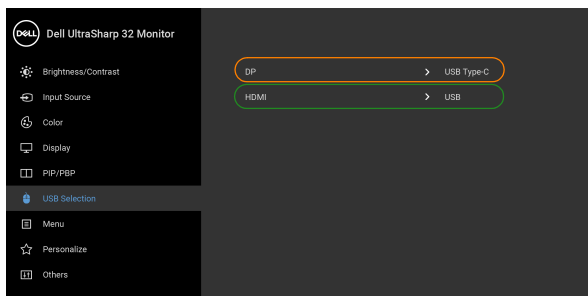 DELL Dell UltraSharp 32 Monitor
Brightness/Contrast
Input Source
Color
Display
PIP/PBP
USB Selection
Menu
Personalize
Others
DP > USB Type-C
HDMI > USB